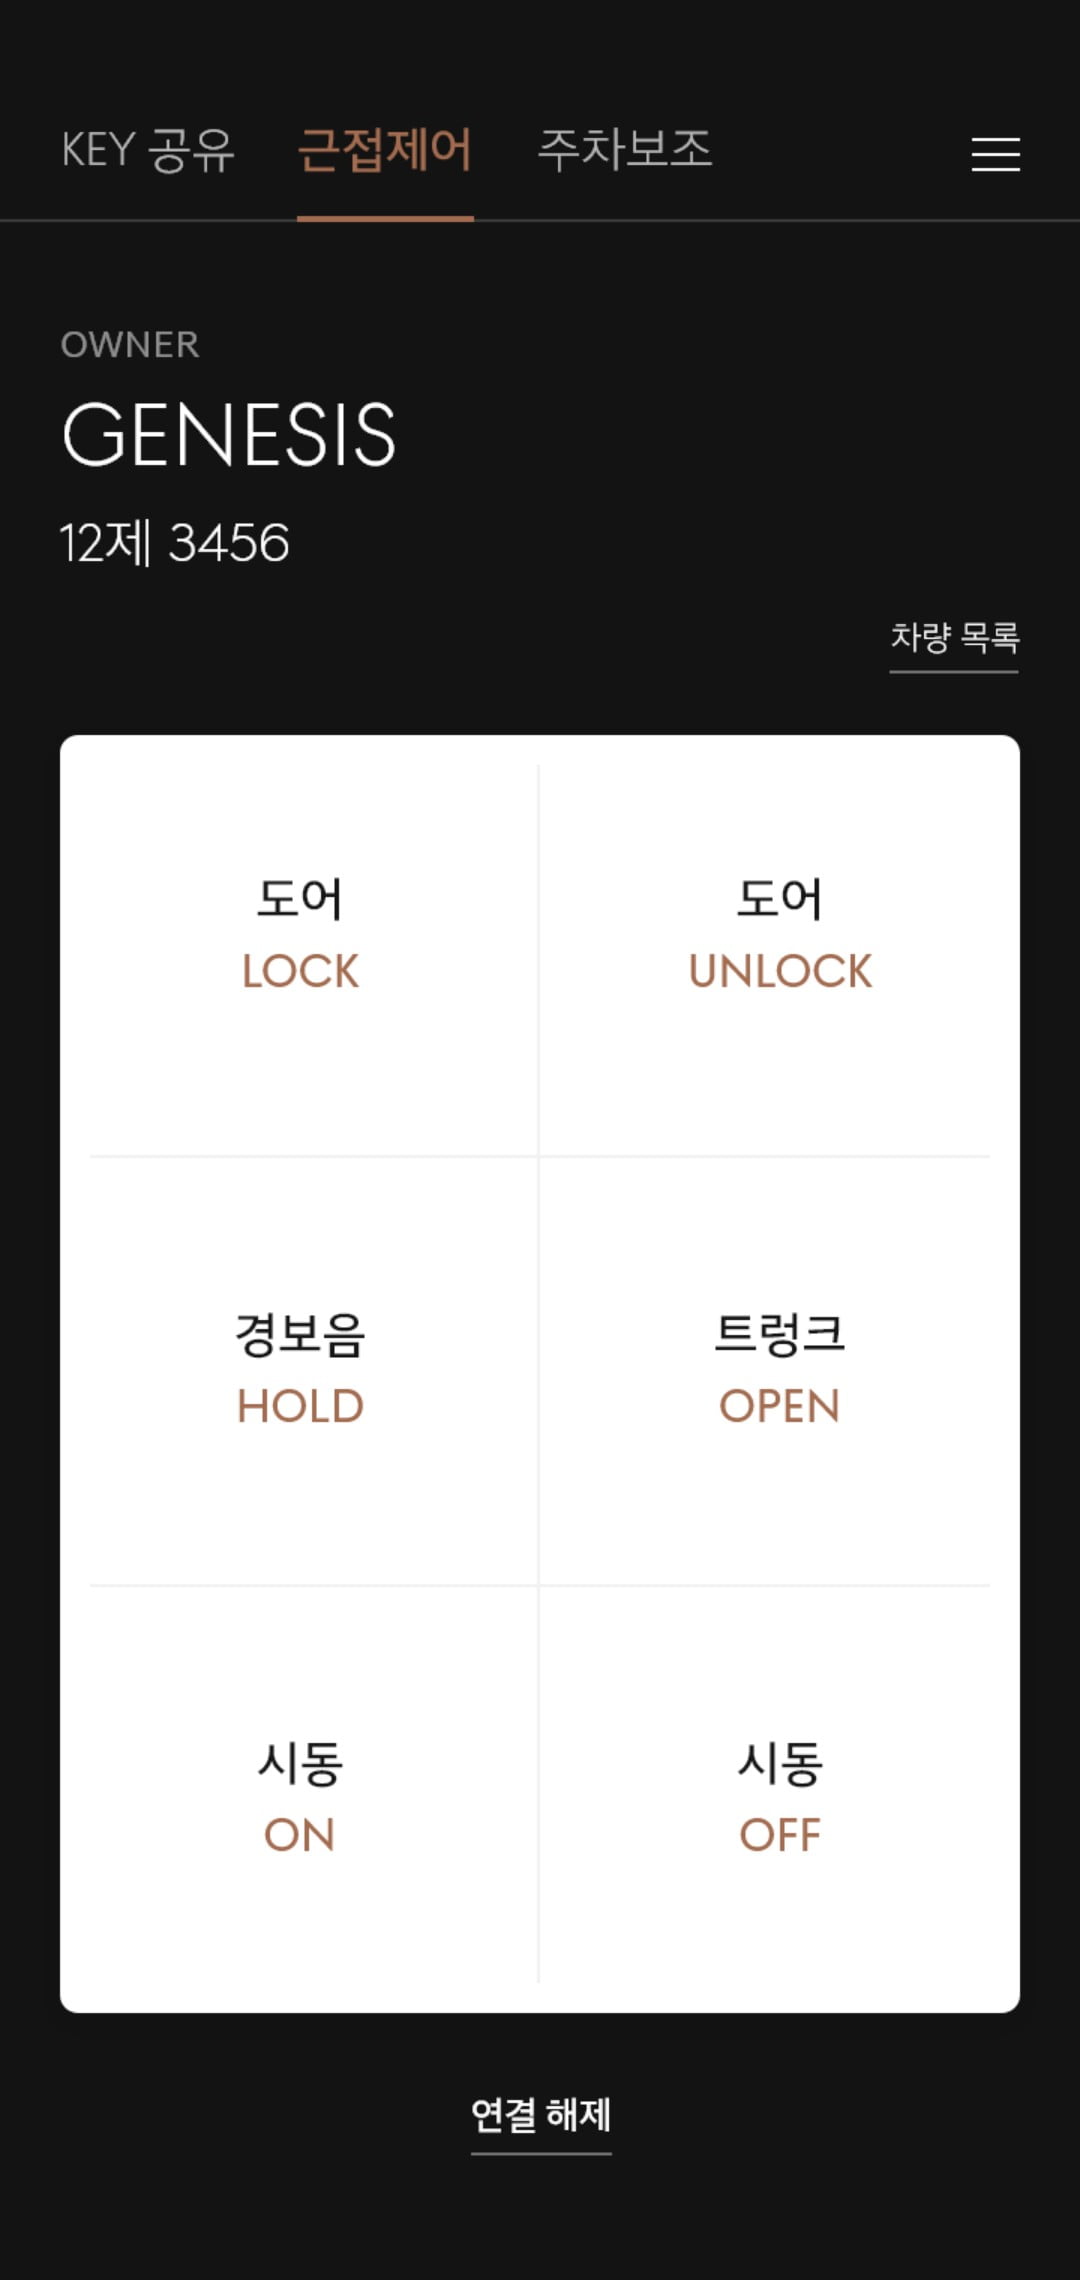 KEY 공유 근접제어 주차보조
OWNER
GENESIS
12제 3456
차량 목록
도어
LOCK
도어
UNLOCK
경보음
HOLD
트렁크
OPEN
시동
ON
시동
OFF
연결 해제